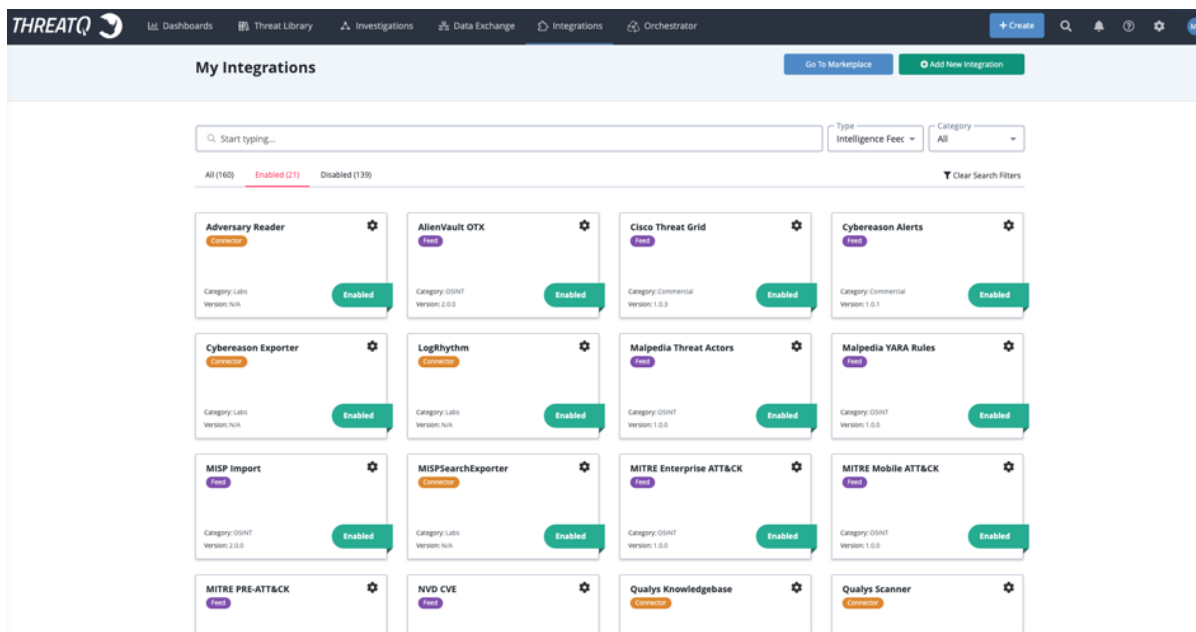 THREATQ
Dashboards Threat Library Investigations Data Exchange Integrations Orchestrator + Create
My Integrations Go To Marketplace Add New Integration
Type Category
Start typing... Intelligence Feec All
All (160) Enabled (21) Disabled (139) Clear Search Filters
Adversary Reader AlienVault OTX Cisco Threat Grid Cybereason Alerts
Connector Feed Feed Feed
Category: Labs Category: OSINT Category: Commercial Category: Commercial
Enabled Enabled Enabled Enabled
Version: N/A Version: 2.0.0 Version: 1.0.3 Version: 1.0.1
Cybereason Exporter LogRhythm Malpedia Threat Actors Malpedia YARA Rules
Connector Connector Feed Feed
Category: Labs Category: Labs Category: OSINT Category: OSINT
Enabled Enabled Enabled Enabled
Version: N/A Version: N/A Version: 1.0.0 Version: 1.0.0
MISP Import MISPSearchExporter MITRE Enterprise ATT&CK MITRE Mobile ATT&CK
Feed Connector Feed Feed
Category: OSINT Category: Labs Category: OSINT Category: OSINT
Enabled Enabled Enabled Enabled
Version: 2.0.0 Version: N/A Version: 1.0.0 Version: 1.0.0
MITRE PRE-ATT&CK NVD CVE Qualys Knowledgebase Qualys Scanner
Feed Feed Connector Connector